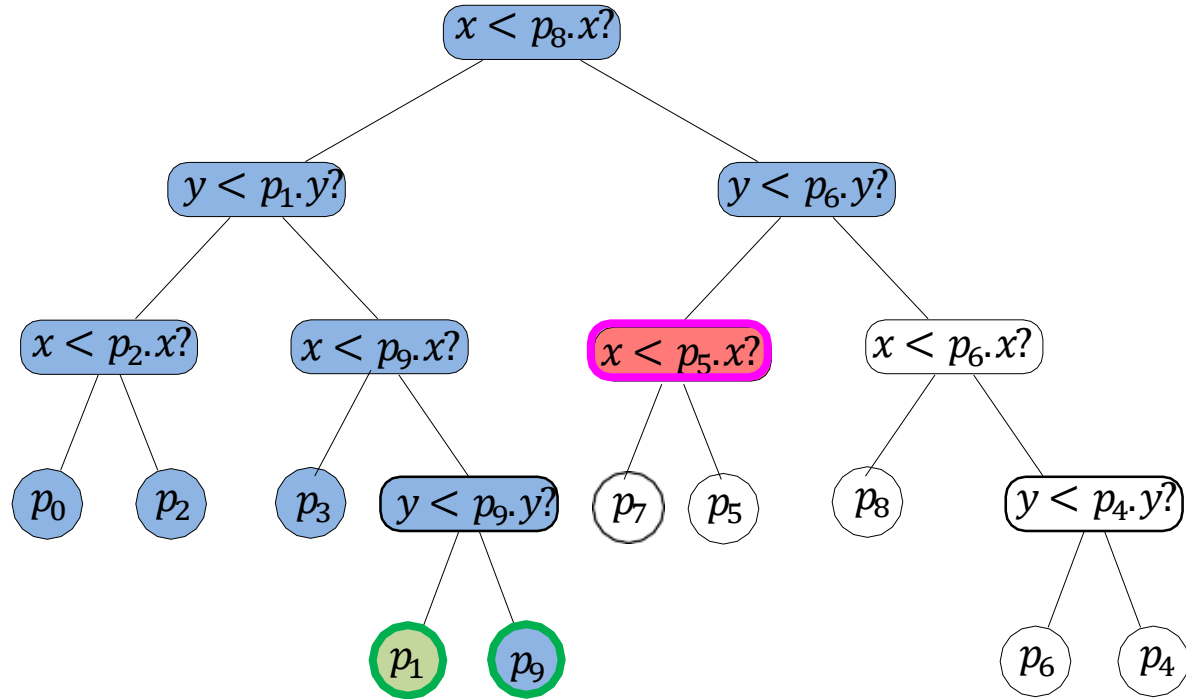 x < p₈.x?
y < p₁.y?
y < p₆.y?
x < p₂.x?
x < p₉.x?
x < p₅.x?
x < p₆.x?
p₀
p₂
p₃
y < p₉.y?
p₇
p₅
p₈
y < p₄.y?
p₁
p₉
p₆
p₄